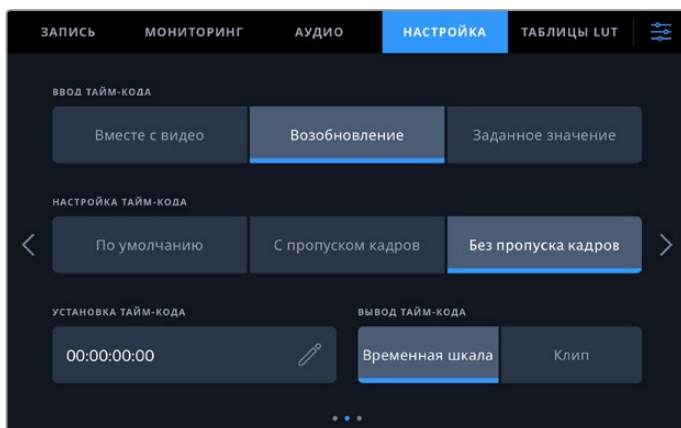 ЗАПИСЬ МОНИТОРИНГ АУДИО НАСТРОЙКА ТАБЛИЦЫ LUT
ВВОД ТАЙМ-КОДА
Вместе с видео Возобновление Заданное значение
НАСТРОЙКА ТАЙМ-КОДА
По умолчанию С пропуском кадров Без пропуска кадров
УСТАНОВКА ТАЙМ-КОДА ВЫВОД ТАЙМ-КОДА
00:00:00:00 Временная шкала Клип